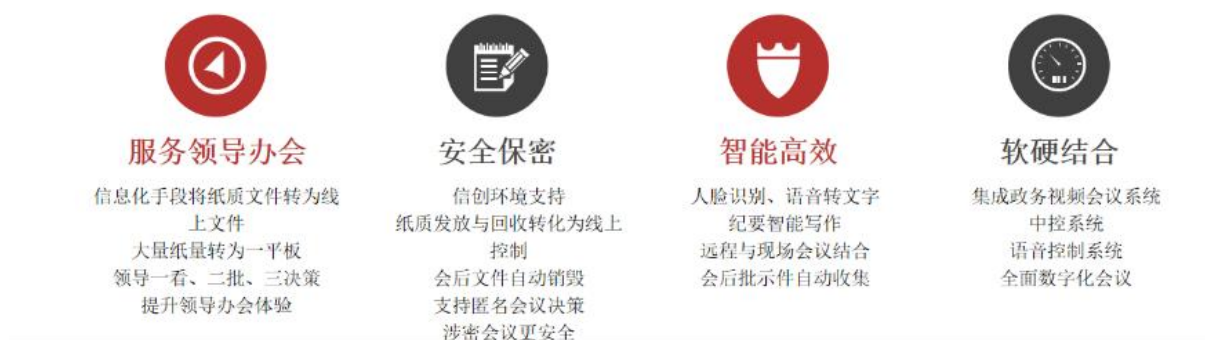 服务领导办会
信息化手段将纸质文件转为线
上文件
大量纸量转为一平板
领导一看、二批、三决策
提升领导办会体验
安全保密
信创环境支持
纸质发放与回收转化为线上
控制
会后文件自动销毁
支持匿名会议决策
涉密会议更安全
智能高效
人脸识别、语音转文字
纪要智能写作
远程与现场会议结合
会后批示件自动收集
软硬结合
集成政务视频会议系统
中控系统
语音控制系统
全面数字化会议